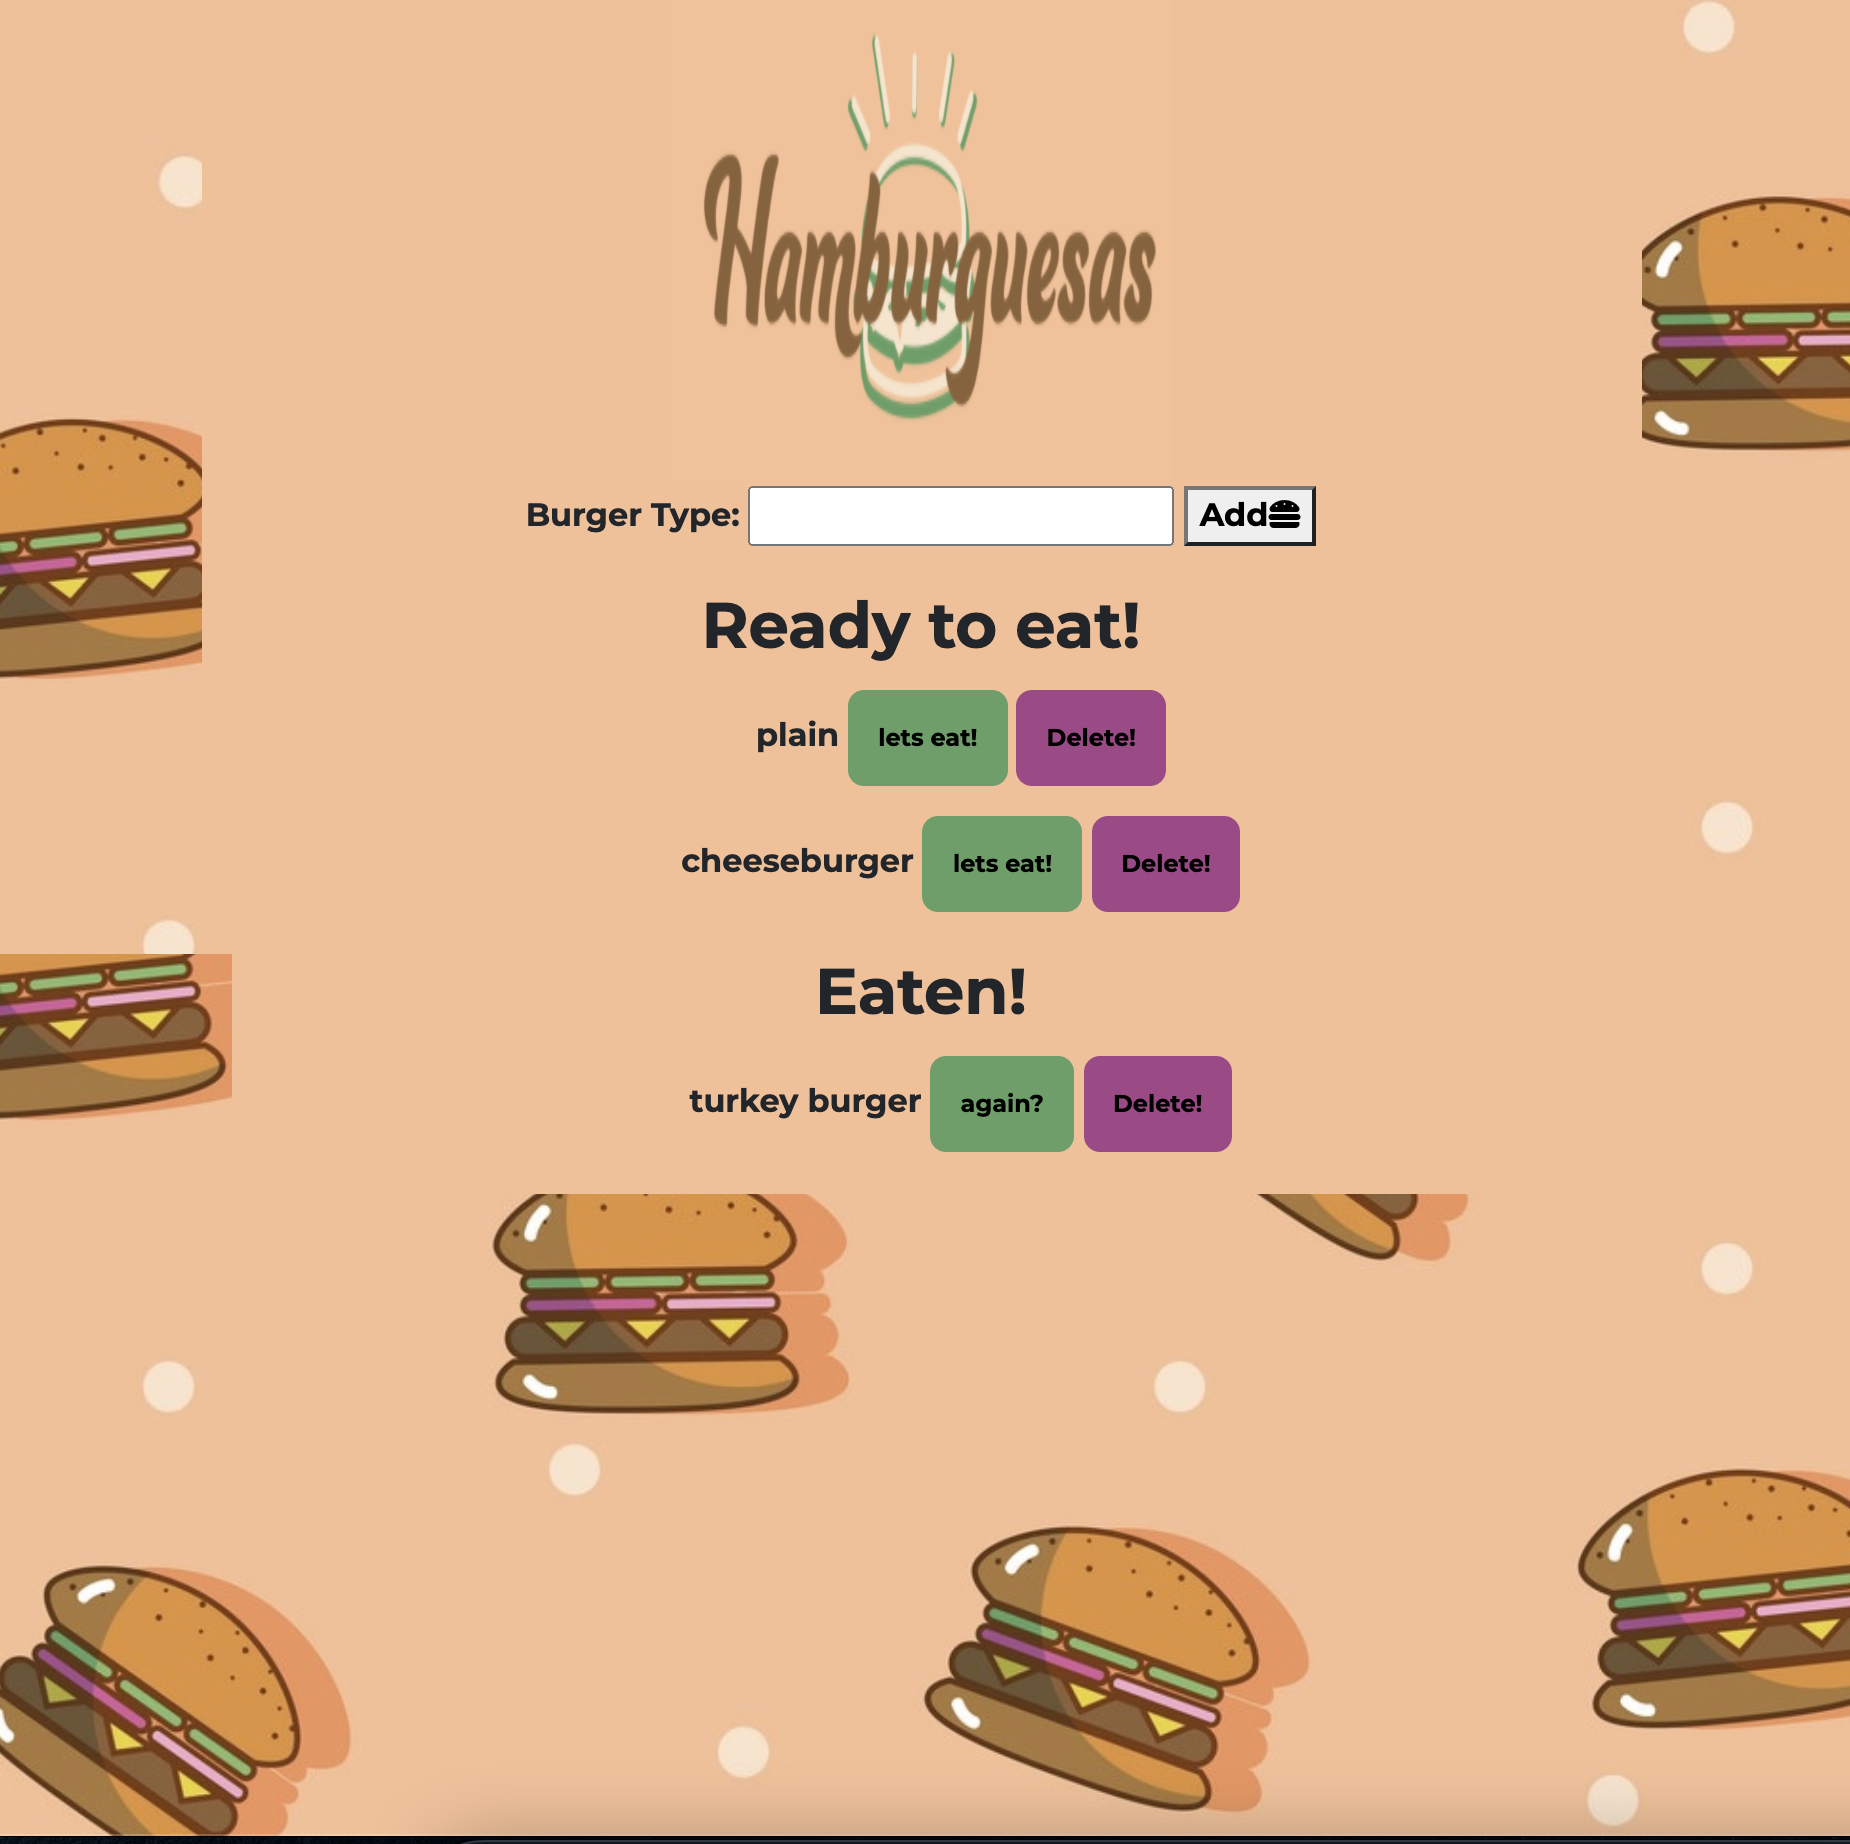 Hamburguesas
Burger Type: Add
Ready to eat!
plain lets eat! Delete!
cheeseburger lets eat! Delete!
Eaten!
turkey burger again? Delete!